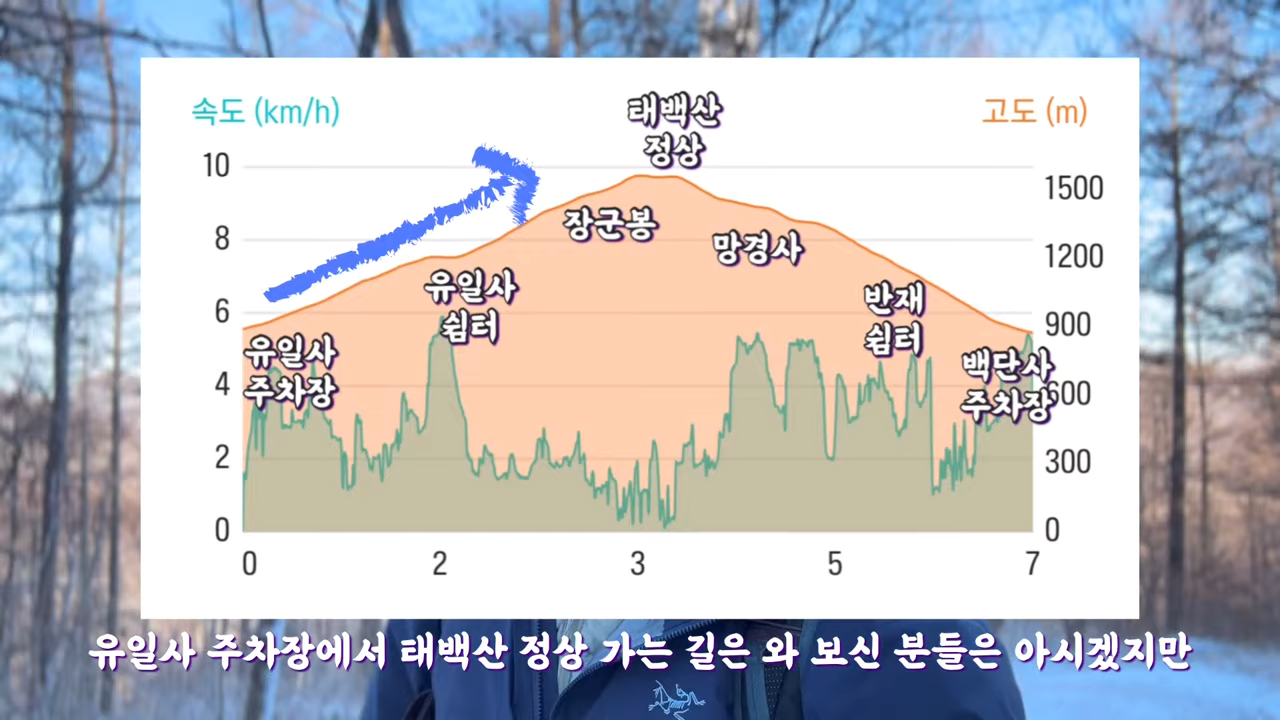 속도 (km/h)
고도 (m)
태백산
정상
10
8
6
4
2
0
1500
1200
900
600
300
0
장군봉
망경사
유일사
쉼터
반재
쉼터
유일사
주차장
백단사
주차장
0 2 3 5 7
유일사 주차장에서 태백산 정상 가는 길은 와 보신 분들은 아시겠지만